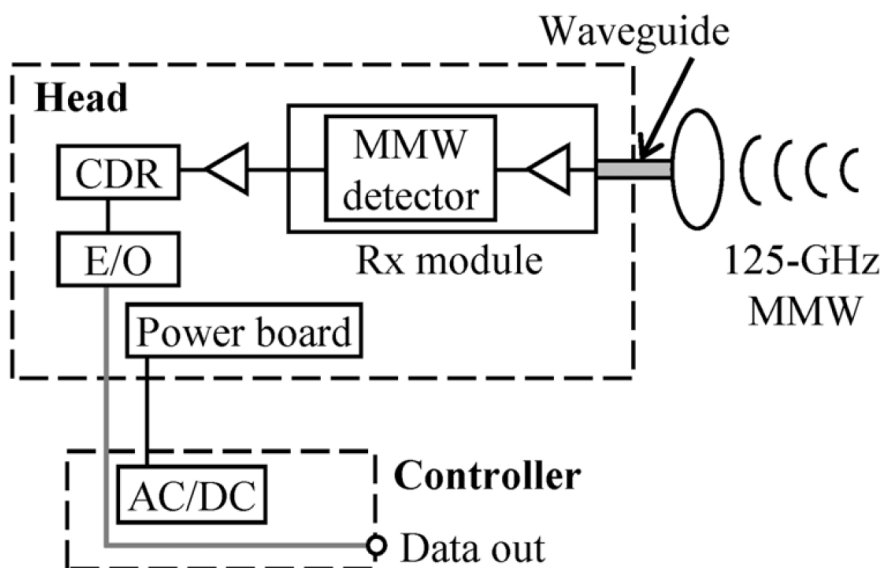 Waveguide
Head
MMW
detector
CDR
E/O
Rx module
125-GHz
MMW
Power board
Controller
AC/DC
Data out